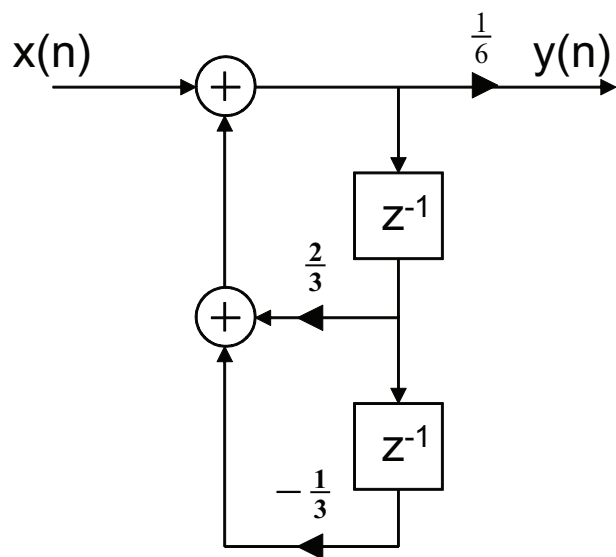 x(n)
1/6
y(n)
z⁻¹
2/3
z⁻¹
− 1/3